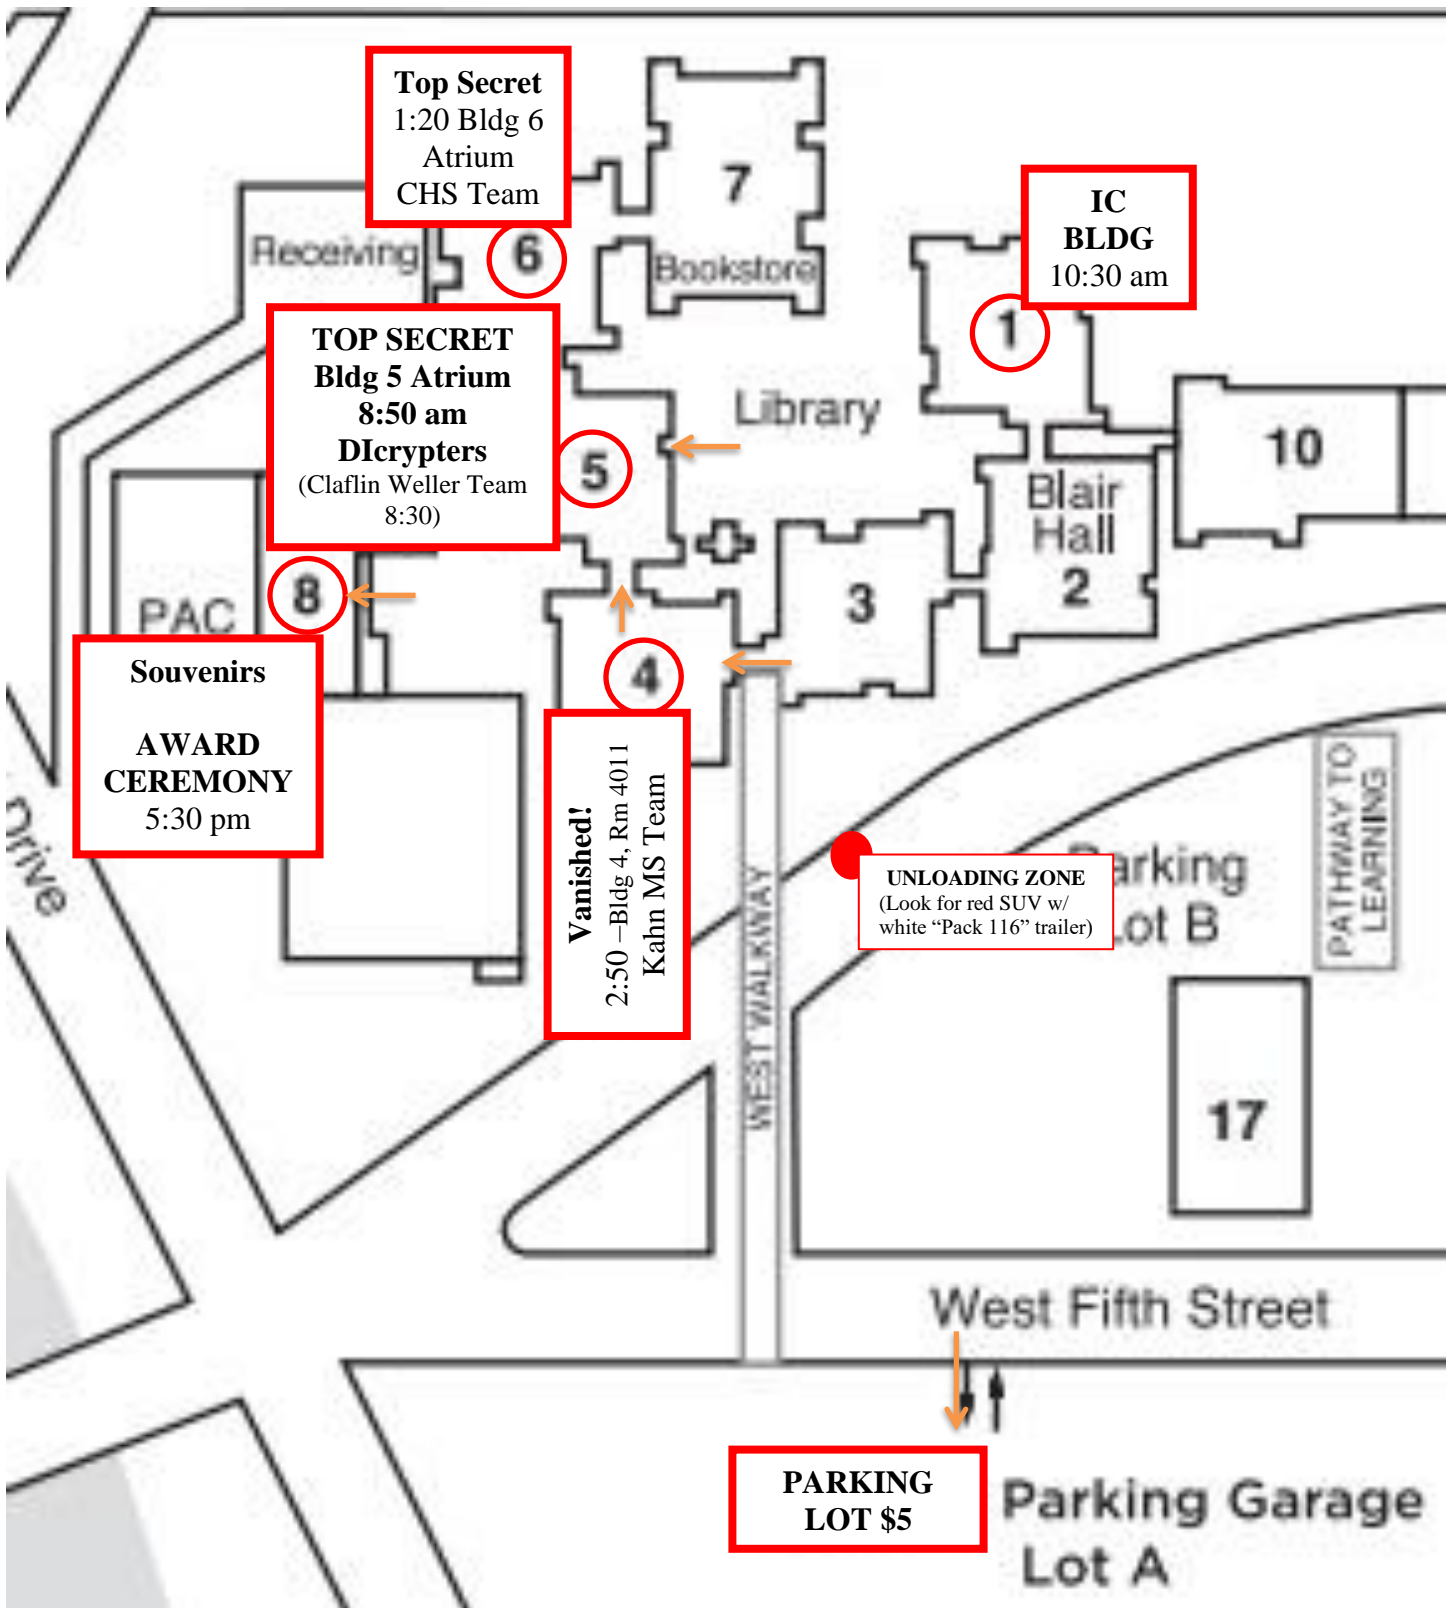 Top Secret
1:20 Bldg 6
Atrium
CHS Team
7
Bookstore
IC
BLDG
10:30 am
Receiving
6
1
TOP SECRET
Bldg 5 Atrium
8:50 am
DIcrypters
(Claflin Weller Team
8:30)
5
Library
10
Blair
Hall
2
3
PAC
8
4
Souvenirs
AWARD
CEREMONY
5:30 pm
Drive
Vanished!
2:50 –Bldg 4, Rm 4011
Kahn MS Team
WEST WALKWAY
UNLOADING ZONE
(Look for red SUV w/
white “Pack 116” trailer)
arking
ot B
PATHWAY TO
LEARNING
17
West Fifth Street
PARKING
LOT $5
Parking Garage
Lot A